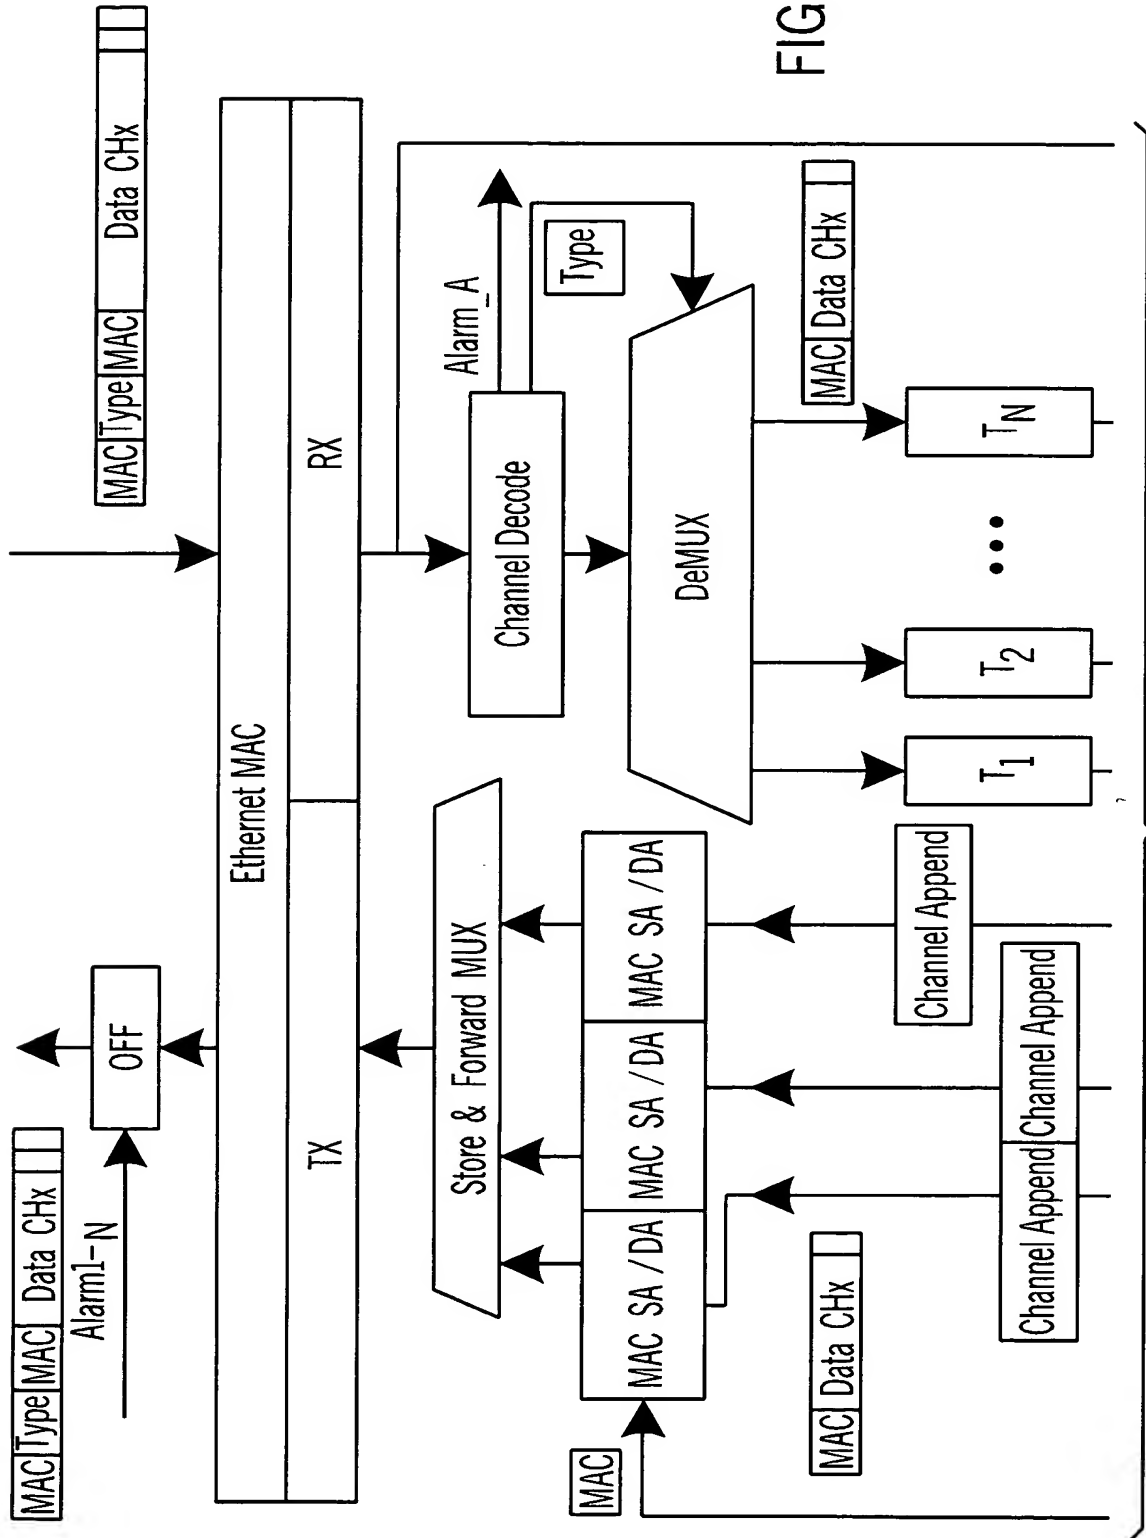 MAC Type MAC Data CHx
Alarm1-N
OFF
MAC Type MAC Data CHx
Ethernet MAC
TX
RX
Store & Forward MUX
Channel Decode
Alarm_A
Type
MAC
MAC SA / DA
MAC SA / DA
MAC SA / DA
DeMUX
MAC Data CHx
MAC Data CHx
Channel Append
Channel Append
Channel Append
T1
T2
•••
TN
FIG